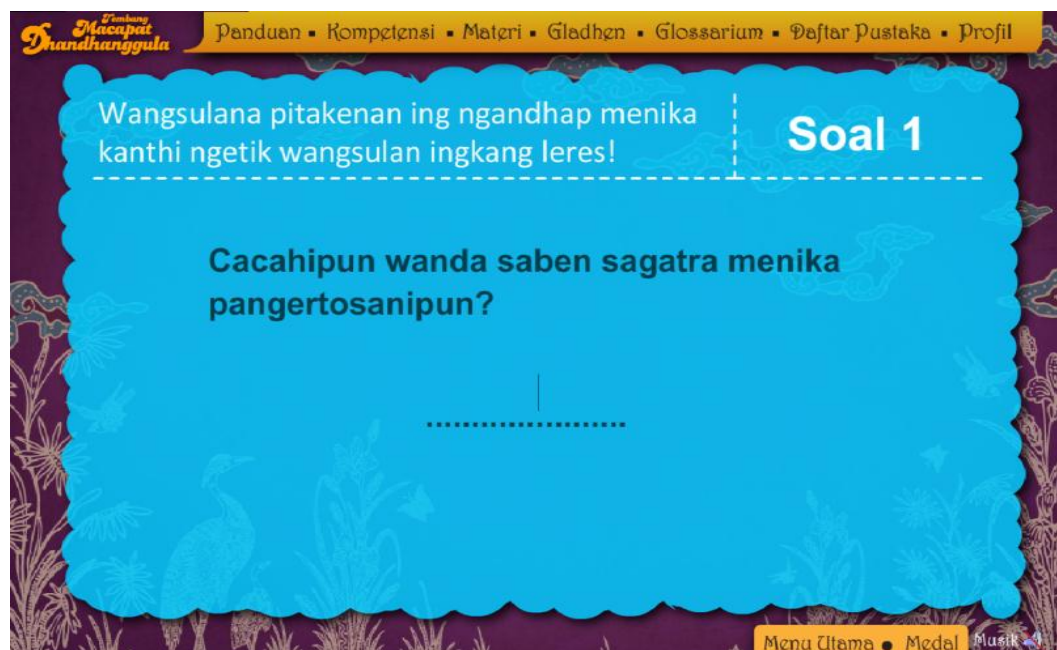 Tembang
Macapat
Dhandhanggula
Panduan ▪ Kompetensi ▪ Materi ▪ Gladhen ▪ Glossarium ▪ Daftar Pustaka ▪ Profil
Wangsulana pitakenan ing ngandhap menika
kanthi ngetik wangsulan ingkang leres!
Soal 1
Cacahipun wanda saben sagatra menika
pangertosanipun?
......................
Menu Utama ● Medal
Musik